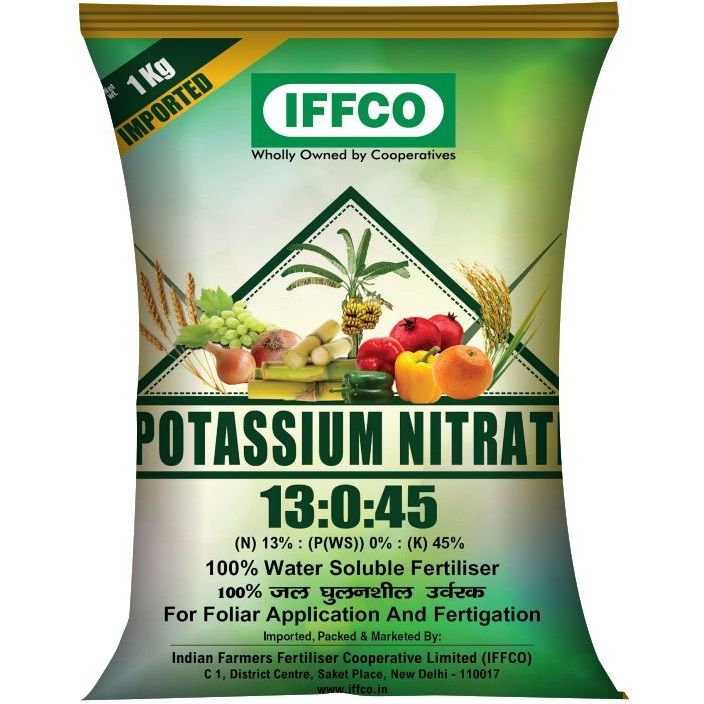 Net Wt. 1 Kg
IMPORTED
IFFCO
Wholly Owned by Cooperatives
POTASSIUM NITRAT
13:0:45
(N) 13% : (P(WS)) 0% : (K) 45%
100% Water Soluble Fertiliser
100% जल घुलनशील उर्वरक
For Foliar Application And Fertigation
Imported, Packed & Marketed By:
Indian Farmers Fertiliser Cooperative Limited (IFFCO)
C 1, District Centre, Saket Place, New Delhi - 110017
www.iffco.in